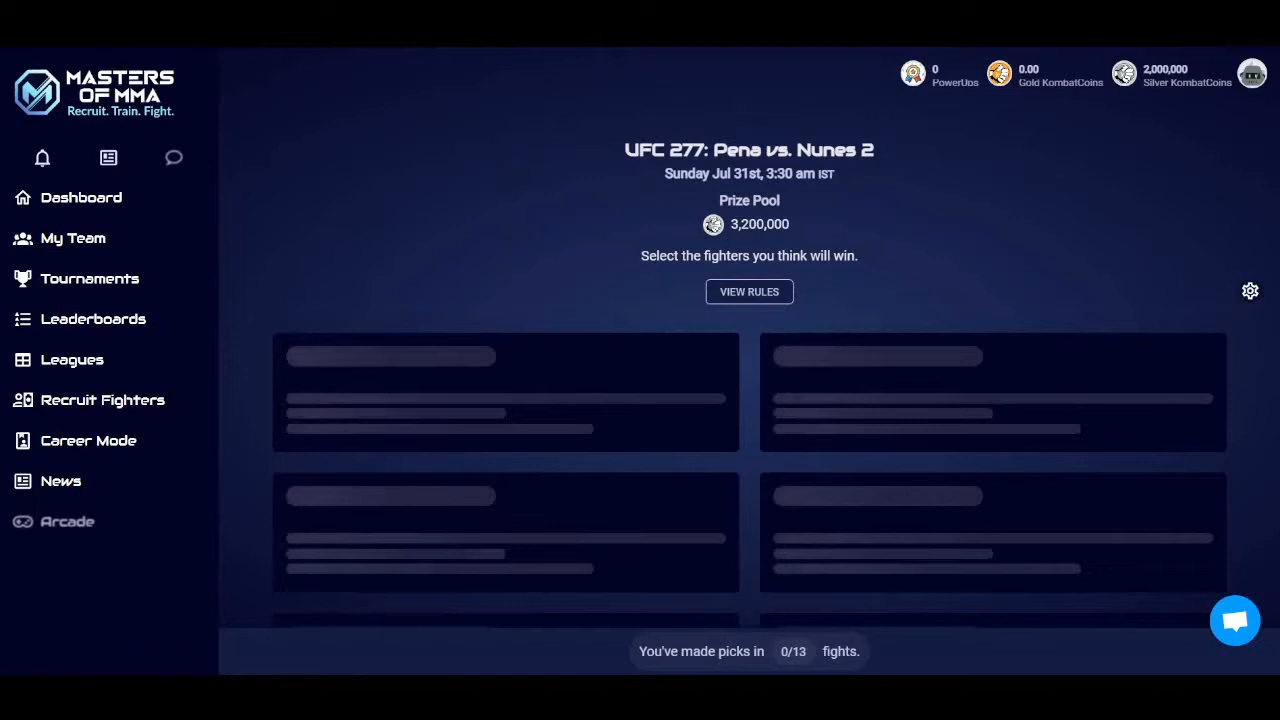 MASTERS
OF MMA
Recruit. Train. Fight.
0
PowerUps
0.00
Gold KombatCoins
2,000,000
Silver KombatCoins
Dashboard
My Team
Tournaments
Leaderboards
Leagues
Recruit Fighters
Career Mode
News
Arcade
UFC 277: Pena vs. Nunes 2
Sunday Jul 31st, 3:30 am IST
Prize Pool
3,200,000
Select the fighters you think will win.
VIEW RULES
You've made picks in 0/13 fights.